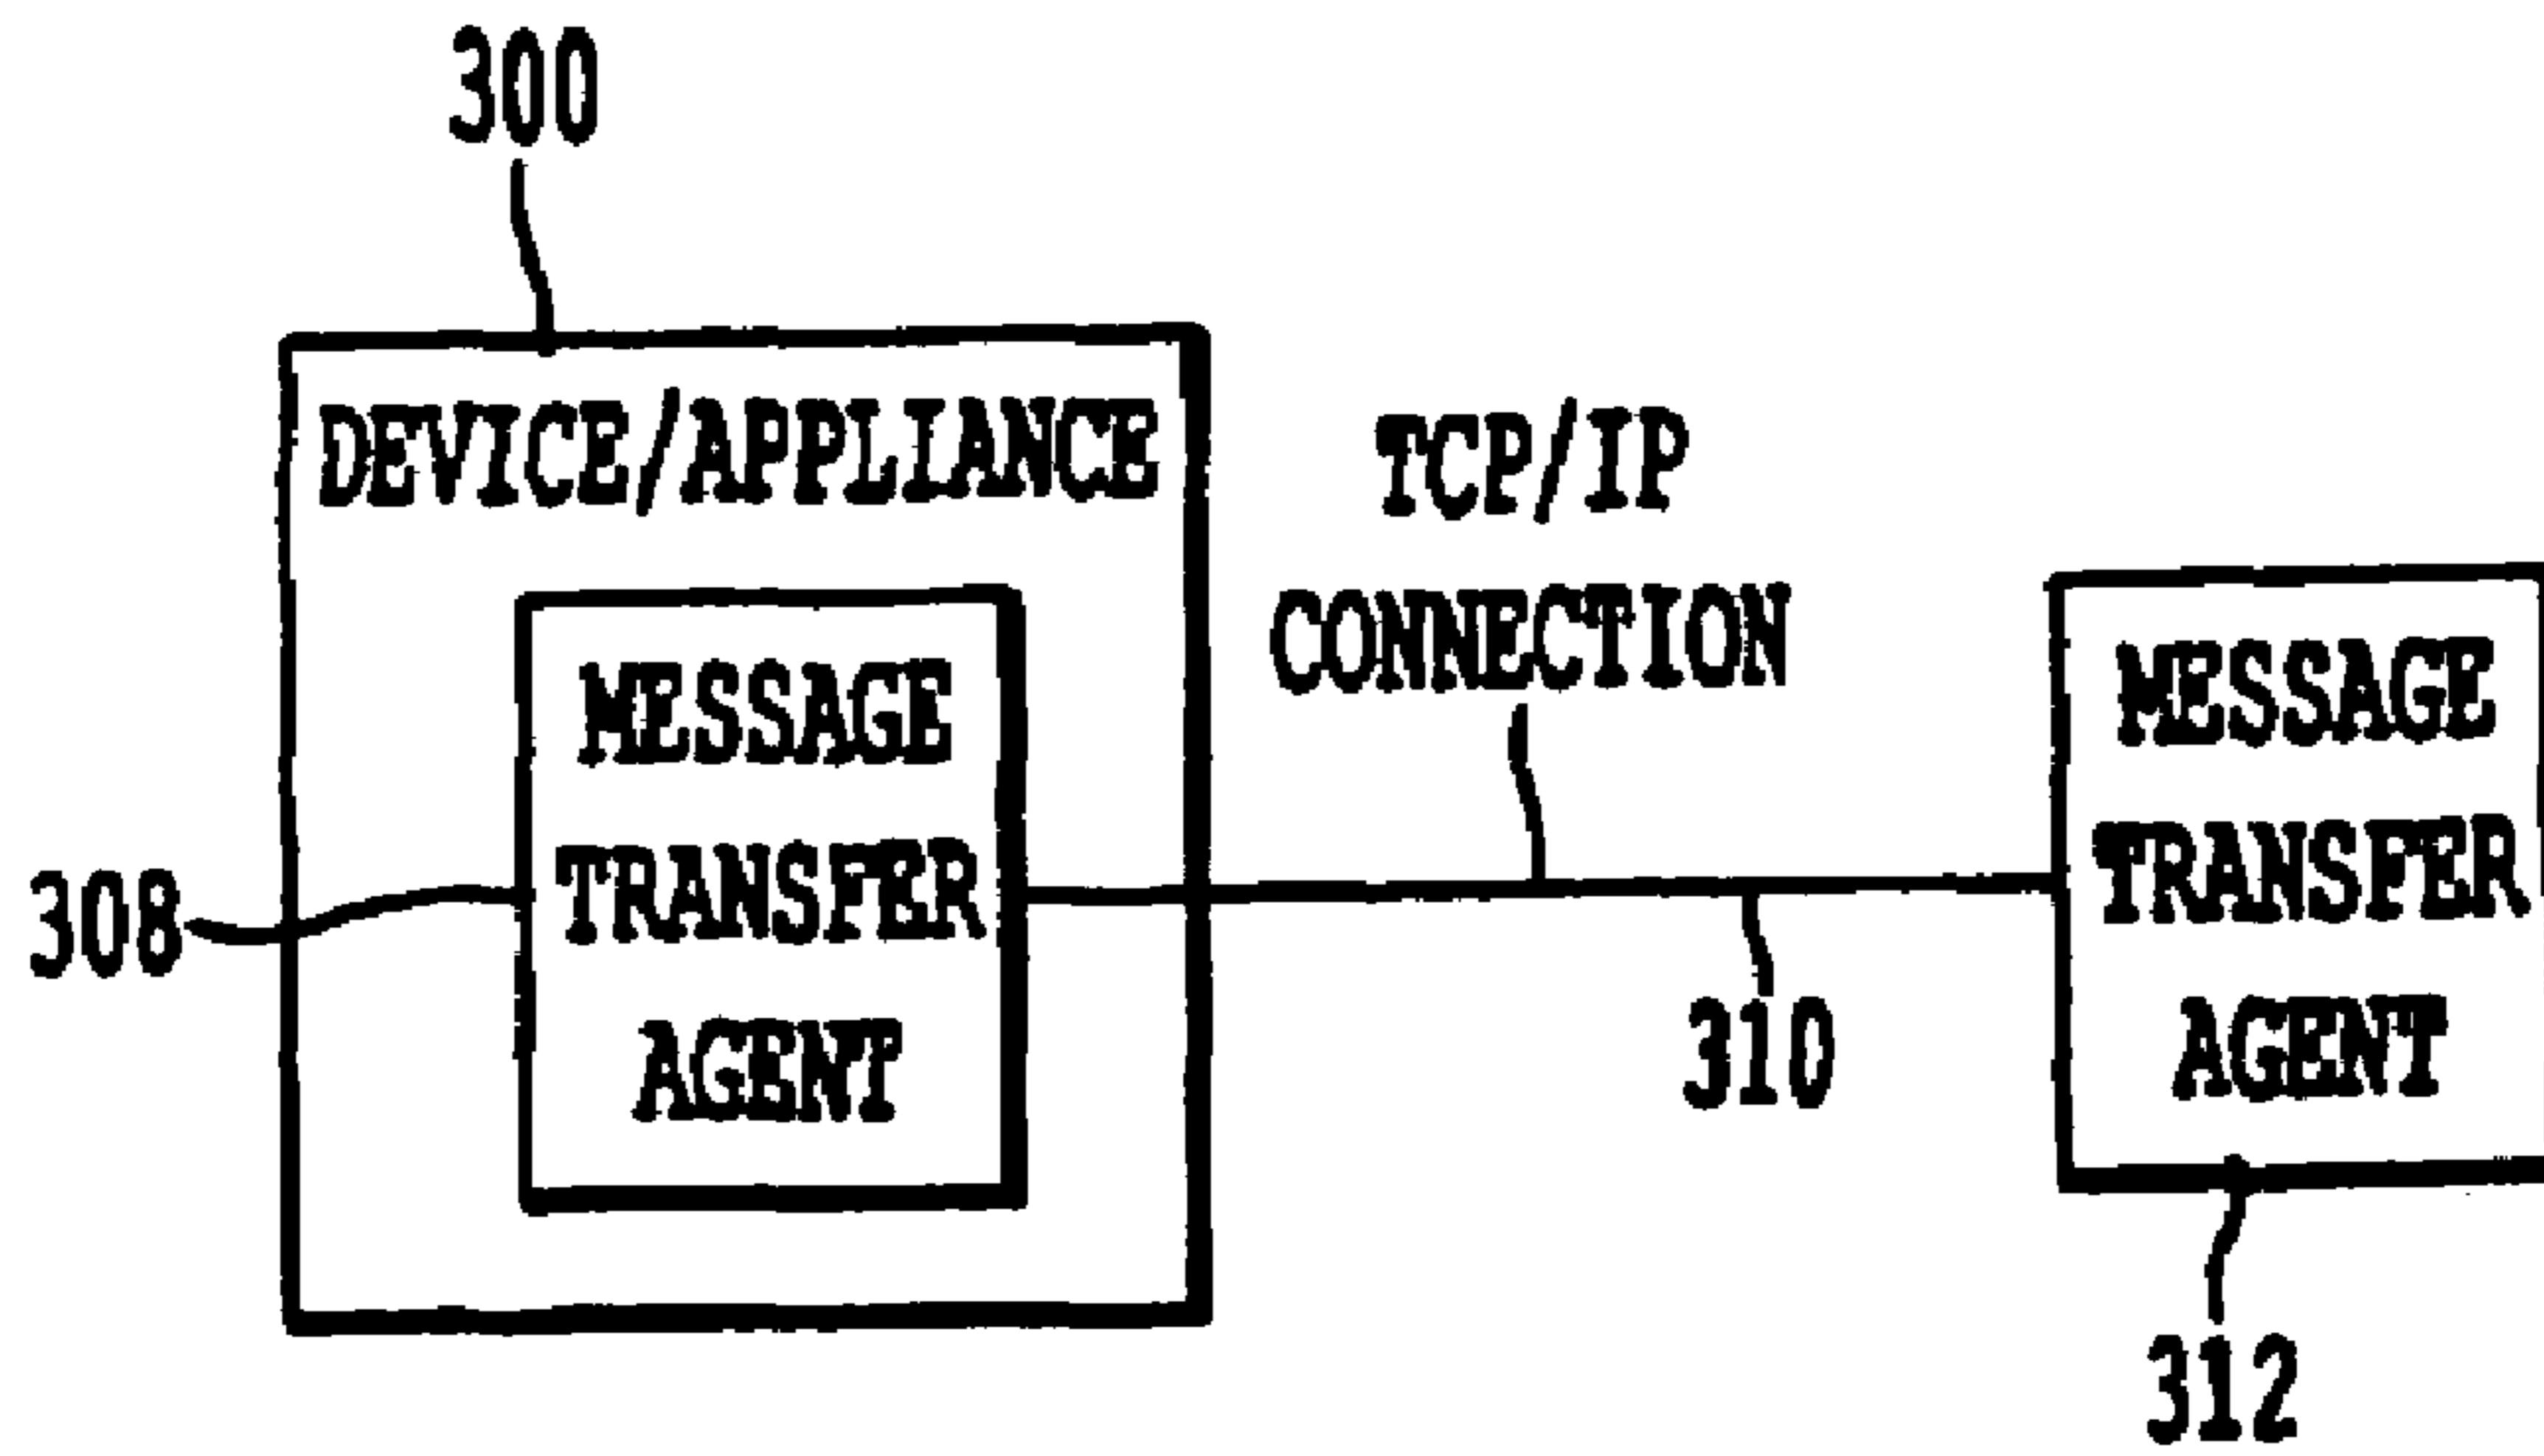 300
DEVICE/APPLIANCE
MESSAGE
TRANSFER
AGENT
308
TCP/IP
CONNECTION
310
MESSAGE
TRANSFER
AGENT
312